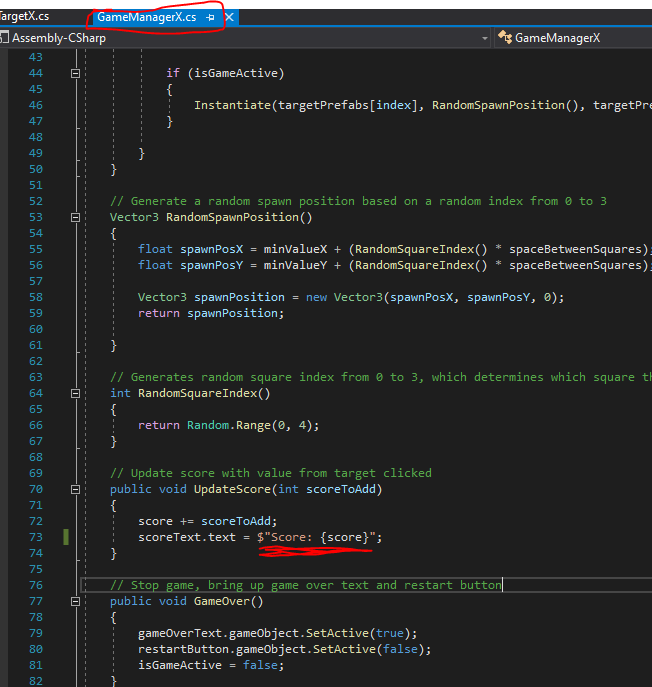 TargetX.cs GameManagerX.cs
Assembly-CSharp GameManagerX
43
44 if (isGameActive)
45 {
46 Instantiate(targetPrefabs[index], RandomSpawnPosition(), targetPre
47 }
48
49 }
50 }
51
52 // Generate a random spawn position based on a random index from 0 to 3
53 Vector3 RandomSpawnPosition()
54 {
55 float spawnPosX = minValueX + (RandomSquareIndex() * spaceBetweenSquares);
56 float spawnPosY = minValueY + (RandomSquareIndex() * spaceBetweenSquares);
57
58 Vector3 spawnPosition = new Vector3(spawnPosX, spawnPosY, 0);
59 return spawnPosition;
60
61 }
62
63 // Generates random square index from 0 to 3, which determines which square th
64 int RandomSquareIndex()
65 {
66 return Random.Range(0, 4);
67 }
68
69 // Update score with value from target clicked
70 public void UpdateScore(int scoreToAdd)
71 {
72 score += scoreToAdd;
73 scoreText.text = $"Score: {score}";
74 }
75
76 // Stop game, bring up game over text and restart button
77 public void GameOver()
78 {
79 gameOverText.gameObject.SetActive(true);
80 restartButton.gameObject.SetActive(false);
81 isGameActive = false;
82 }